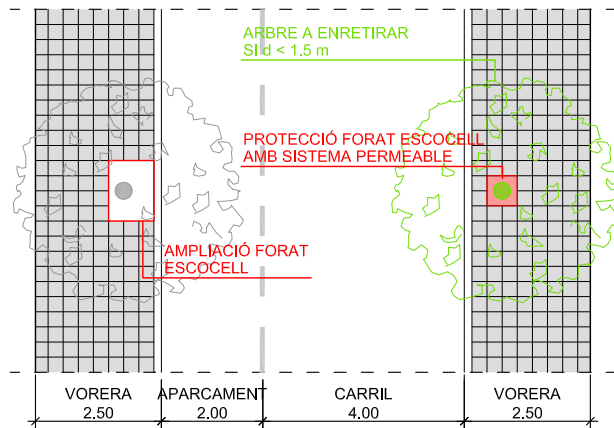 ARBRE A ENRETIRAR
SI d < 1.5 m
PROTECCIÓ FORAT ESCOCELL
AMB SISTEMA PERMEABLE
AMPLIACIÓ FORAT
ESCOCELL
VORERA APARCAMENT CARRIL VORERA
2.50 2.00 4.00 2.50